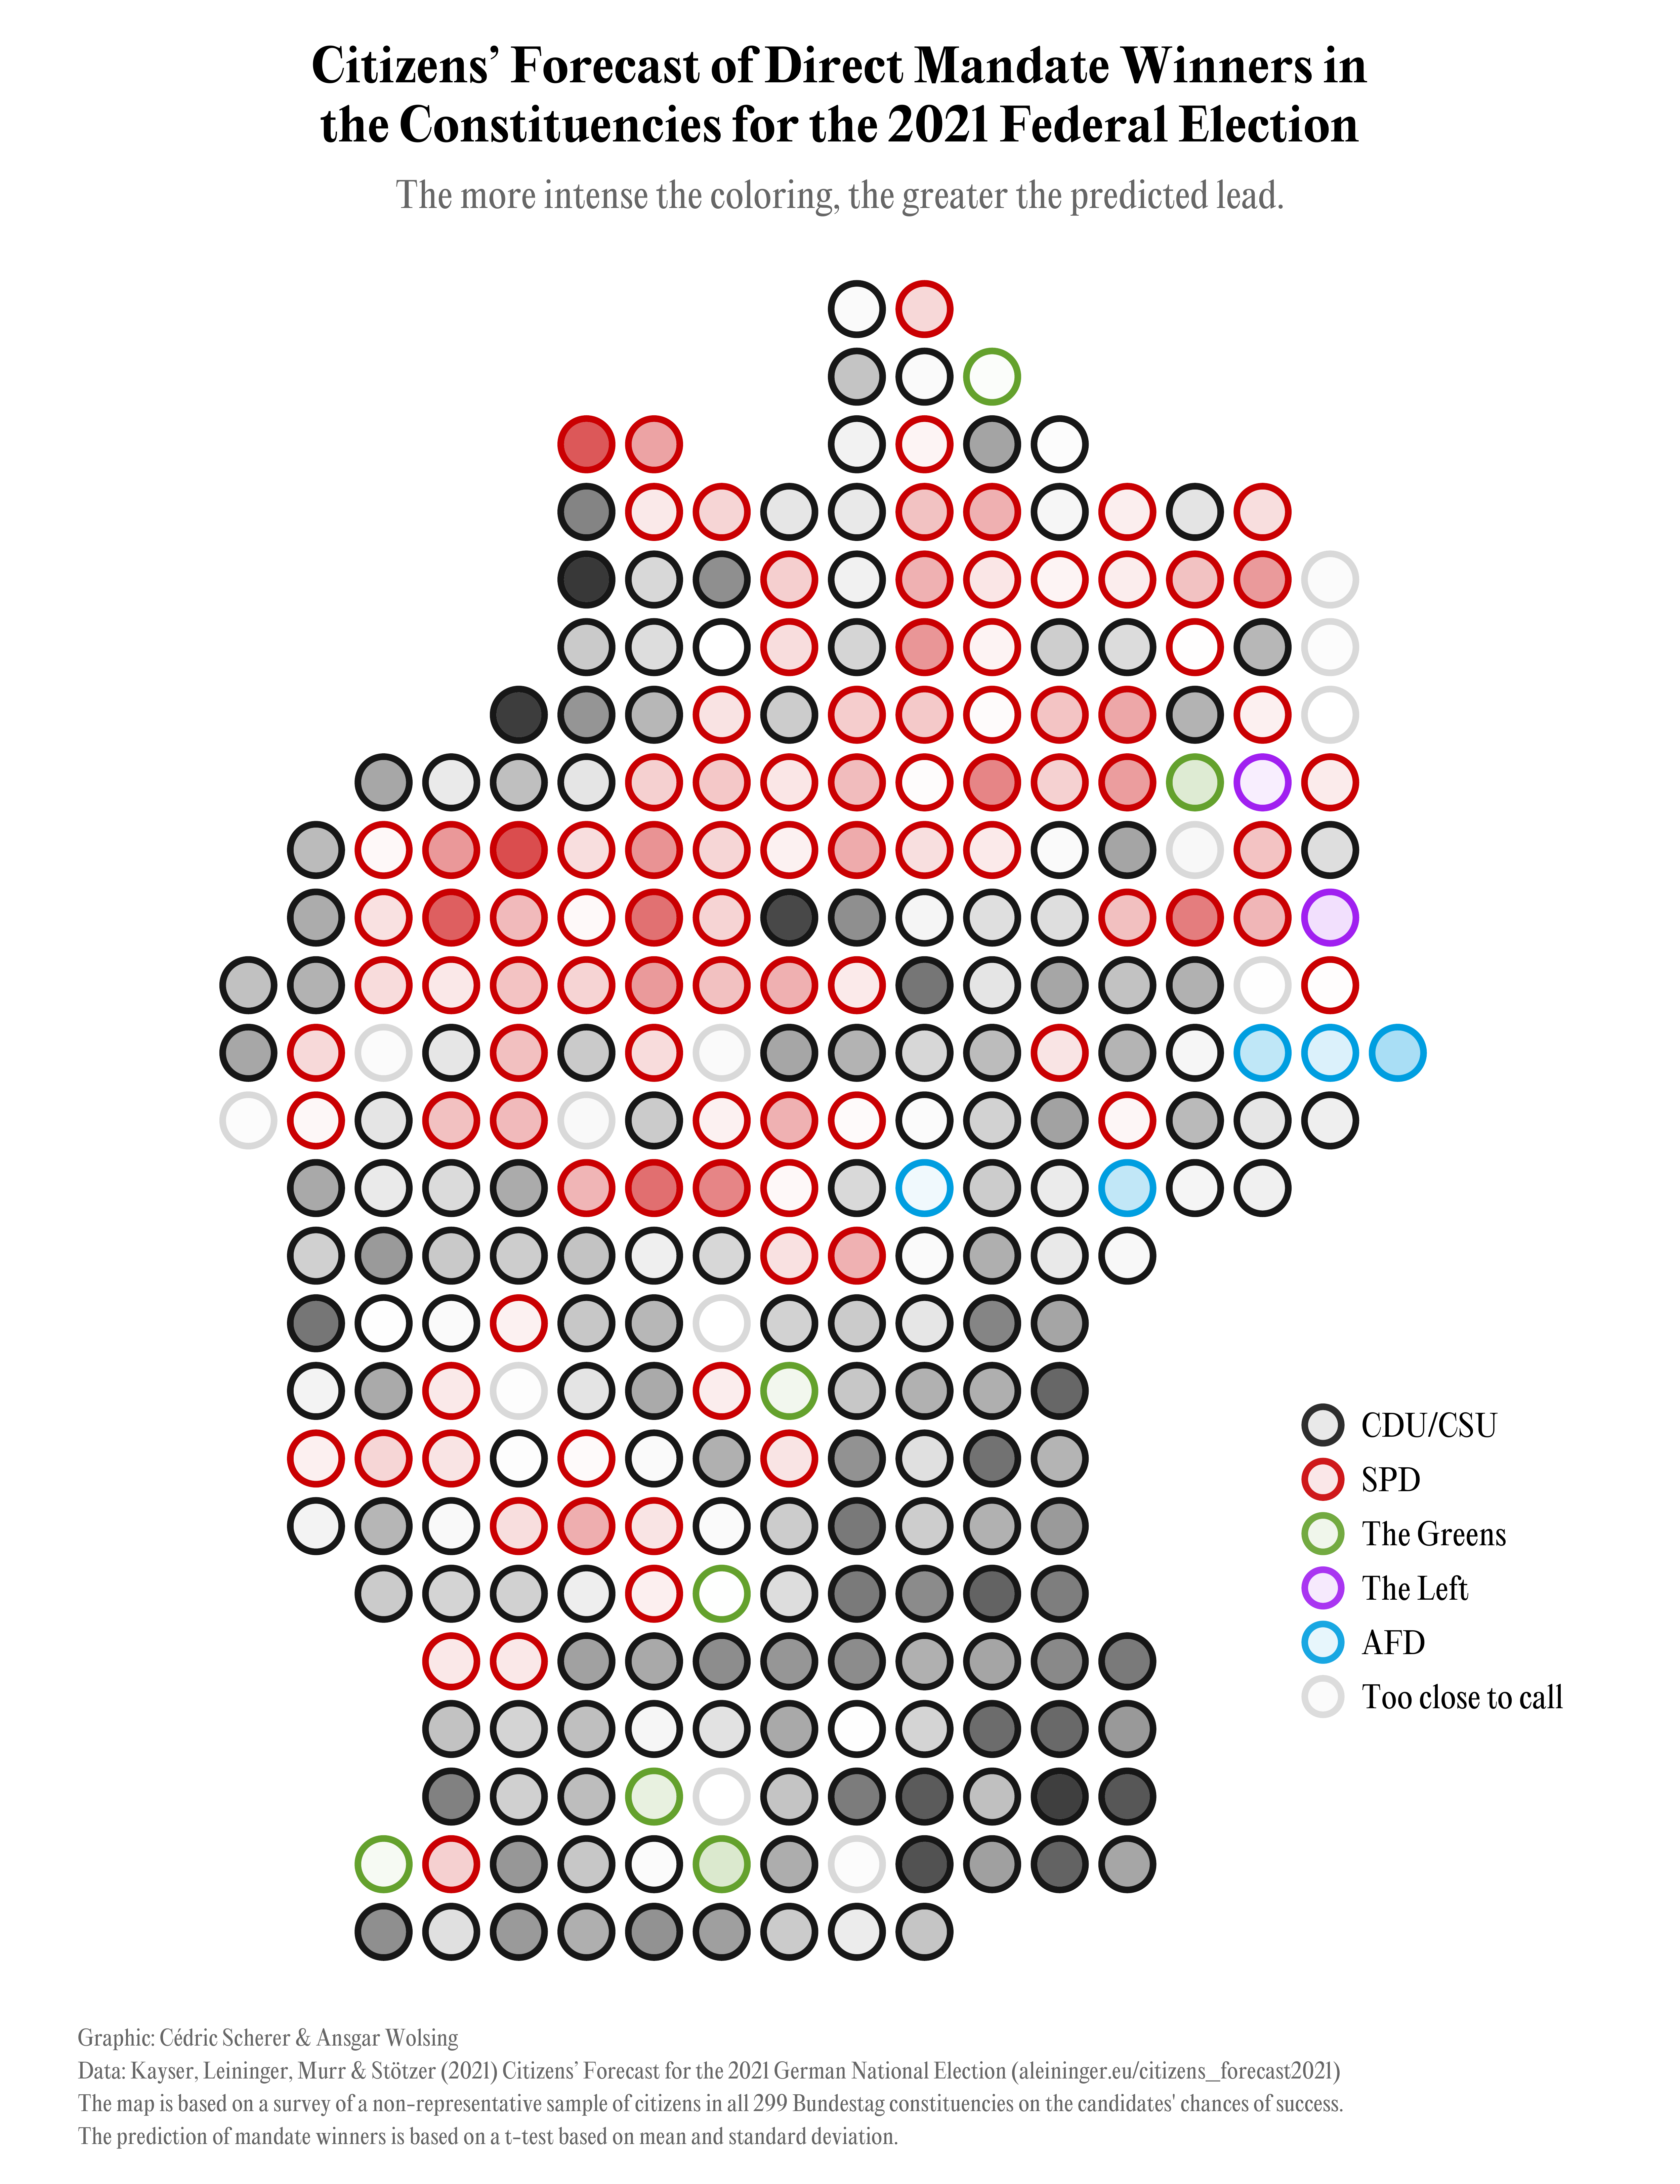 Citizens’ Forecast of Direct Mandate Winners in
the Constituencies for the 2021 Federal Election
The more intense the coloring, the greater the predicted lead.
CDU/CSU
SPD
The Greens
The Left
AFD
Too close to call
Graphic: Cédric Scherer & Ansgar Wolsing
Data: Kayser, Leininger, Murr & Stötzer (2021) Citizens’ Forecast for the 2021 German National Election (aleininger.eu/citizens_forecast2021)
The map is based on a survey of a non-representative sample of citizens in all 299 Bundestag constituencies on the candidates' chances of success.
The prediction of mandate winners is based on a t-test based on mean and standard deviation.